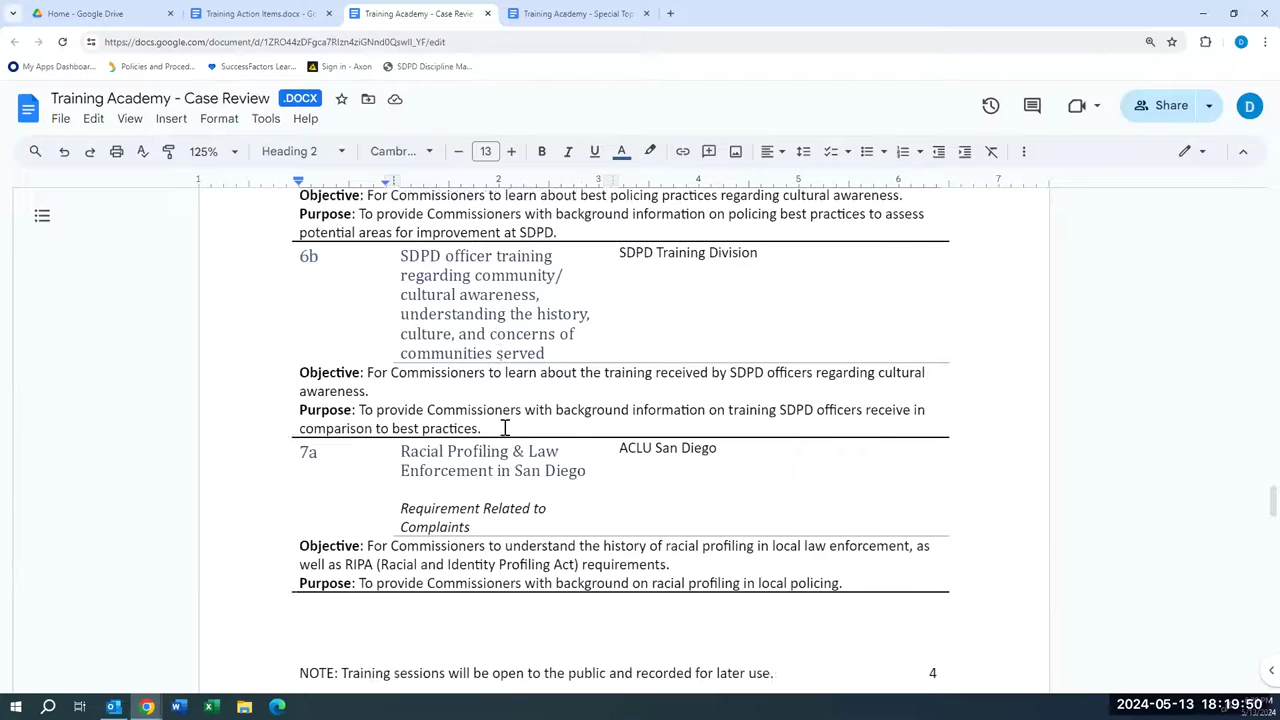 Home - Google Drive
Training Action Items.docx - Go
Training Academy - Case Review
Training Academy - Special Top
https://docs.google.com/document/d/1ZRO44zDFgca7RIzn4ziGNnd0QswlI_YF/edit
My Apps Dashboar...
Policies and Proced...
SuccessFactors Lear...
Sign in - Axon
SDPD Discipline Ma...
Training Academy - Case Review .DOCX
Share
D
File Edit View Insert Format Tools Help
125% Heading 2 Cambr... 13
1 1 2 3 4 5 6 7
Objective: For Commissioners to learn about best policing practices regarding cultural awareness.
Purpose: To provide Commissioners with background information on policing best practices to assess
potential areas for improvement at SDPD.
6b SDPD officer training SDPD Training Division
regarding community/
cultural awareness,
understanding the history,
culture, and concerns of
communities served
Objective: For Commissioners to learn about the training received by SDPD officers regarding cultural
awareness.
Purpose: To provide Commissioners with background information on training SDPD officers receive in
comparison to best practices.
7a Racial Profiling & Law ACLU San Diego
Enforcement in San Diego
Requirement Related to
Complaints
Objective: For Commissioners to understand the history of racial profiling in local law enforcement, as
well as RIPA (Racial and Identity Profiling Act) requirements.
Purpose: To provide Commissioners with background on racial profiling in local policing.
NOTE: Training sessions will be open to the public and recorded for later use. 4
2024-05-13 18:19:50